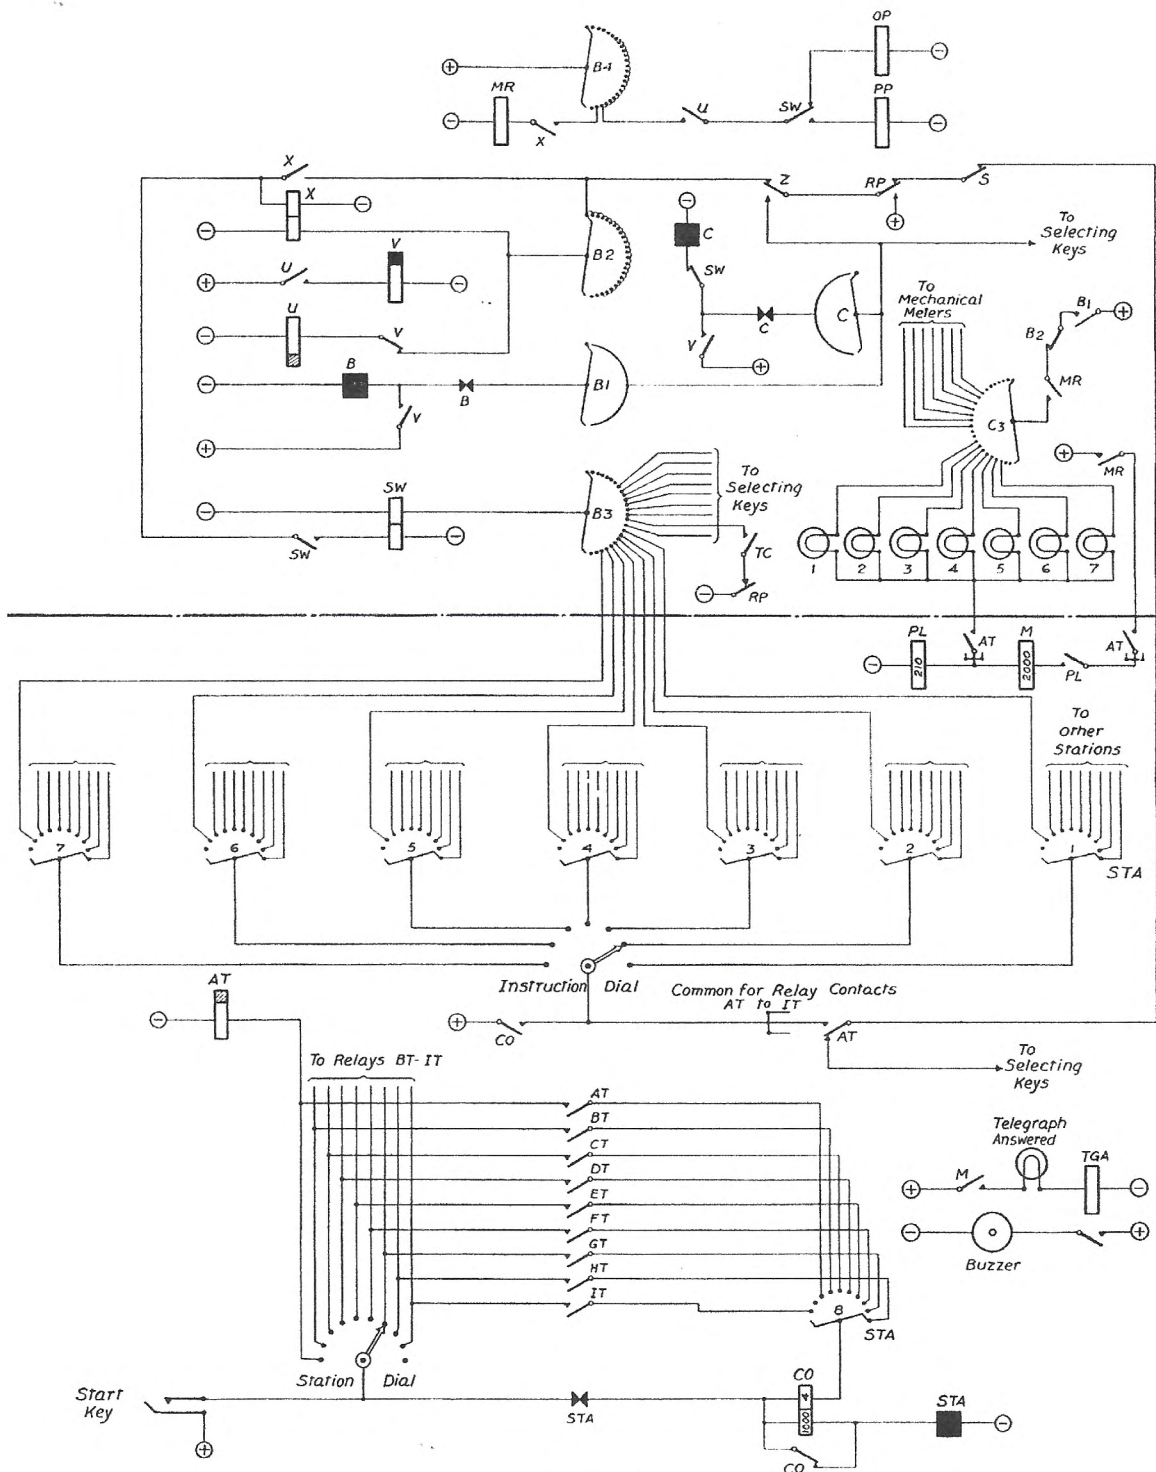 OP
B4
MR
SW
PP
U
X
X
X
Z
RP
S
C
To
Selecting
Keys
V
B2
SW
U
To
Mechanical
Meters
C
C
B1
U
V
V
B2
B
B1
MR
B
V
C3
MR
SW
To
Selecting
Keys
B3
SW
TC
1
2
3
4
5
6
7
RP
PL
AT
M
AT
210
2000
PL
To
Other
Stations
7
6
5
4
3
2
1
STA
AT
Instruction Dial
Common for Relay Contacts
AT to IT
CO
AT
To
Selecting
Keys
To Relays BT-IT
AT
BT
CT
DT
ET
FT
GT
HT
IT
Telegraph
Answered
M
TGA
Buzzer
8
STA
Station Dial
Start
Key
STA
CO
4
1000
STA
CO